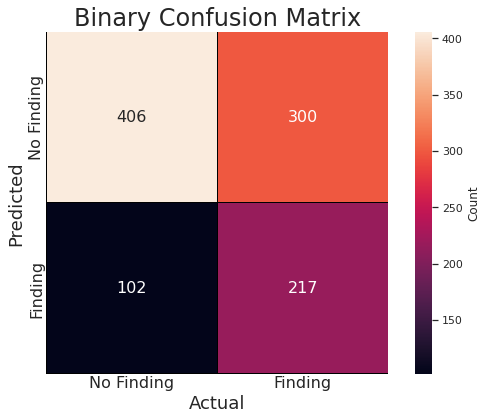 Binary Confusion Matrix
Predicted
No Finding
Finding
406
300
102
217
No Finding
Finding
Actual
400
350
300
250
200
150
Count